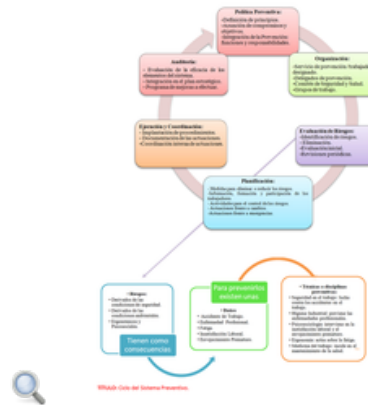 Política Preventiva:
-Definición de principios.
-Asunción de compromisos y
objetivos.
-Integración de la Prevención:
funciones y responsabilidades.
Organización:
-Servicio de prevención/trabajador
designado.
-Delegados de prevención.
-Comité de Seguridad y Salud.
-Grupos de trabajo.
Auditoría:
- Evaluación de la eficacia de los
elementos del sistema.
- Integración en el plan estratégico.
- Programa de mejoras a efectuar.
Ejecución y Coordinación:
- Implantación de procedimientos.
-Documentación de las actuaciones.
-Coordinación interna de actuaciones.
Evaluación de Riesgos:
-Identificación de riesgos.
- Eliminación.
-Evaluación inicial.
-Revisiones periódicas.
Planificación:
- Medidas para eliminar o reducir los riesgos.
-Información, formación y participación de los
trabajadores.
-Actividades para el control de los riesgos.
-Actuaciones frente a cambios.
-Actuaciones frente a emergencias.
• Riesgos:
• Derivados de las
condiciones de seguridad.
• Derivados de las
condiciones ambientales.
• Ergonómicos y
Psicosociales.
Tienen como
consecuencias
Para prevenirlos
existen unas
• Daños:
• Accidentes de Trabajo.
• Enfermedad Profesional.
• Fatiga.
• Insatisfacción Laboral.
• Envejecimiento Prematuro.
• Técnicas o disciplinas
preventivas:
• Seguridad en el trabajo: lucha
contra los accidentes en el
trabajo.
• Higiene Industrial: previene las
enfermedades profesionales.
• Psicosociología: interviene en la
insatisfacción laboral y el
envejecimiento prematuro.
• Ergonomía: actúa sobre la fatiga.
• Medicina del trabajo: ayuda en el
mantenimiento de la salud.
Ciclo del Sistema Preventivo.